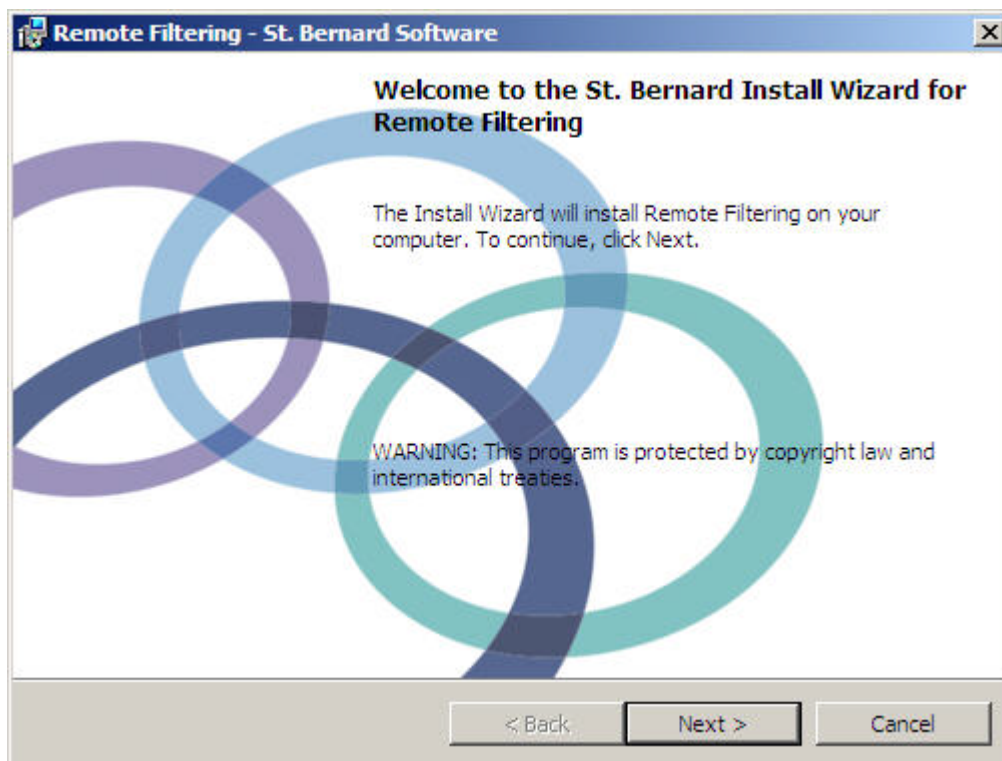 Remote Filtering - St. Bernard Software
Welcome to the St. Bernard Install Wizard for
Remote Filtering
The Install Wizard will install Remote Filtering on your
computer. To continue, click Next.
WARNING: This program is protected by copyright law and
international treaties.
< Back
Next >
Cancel